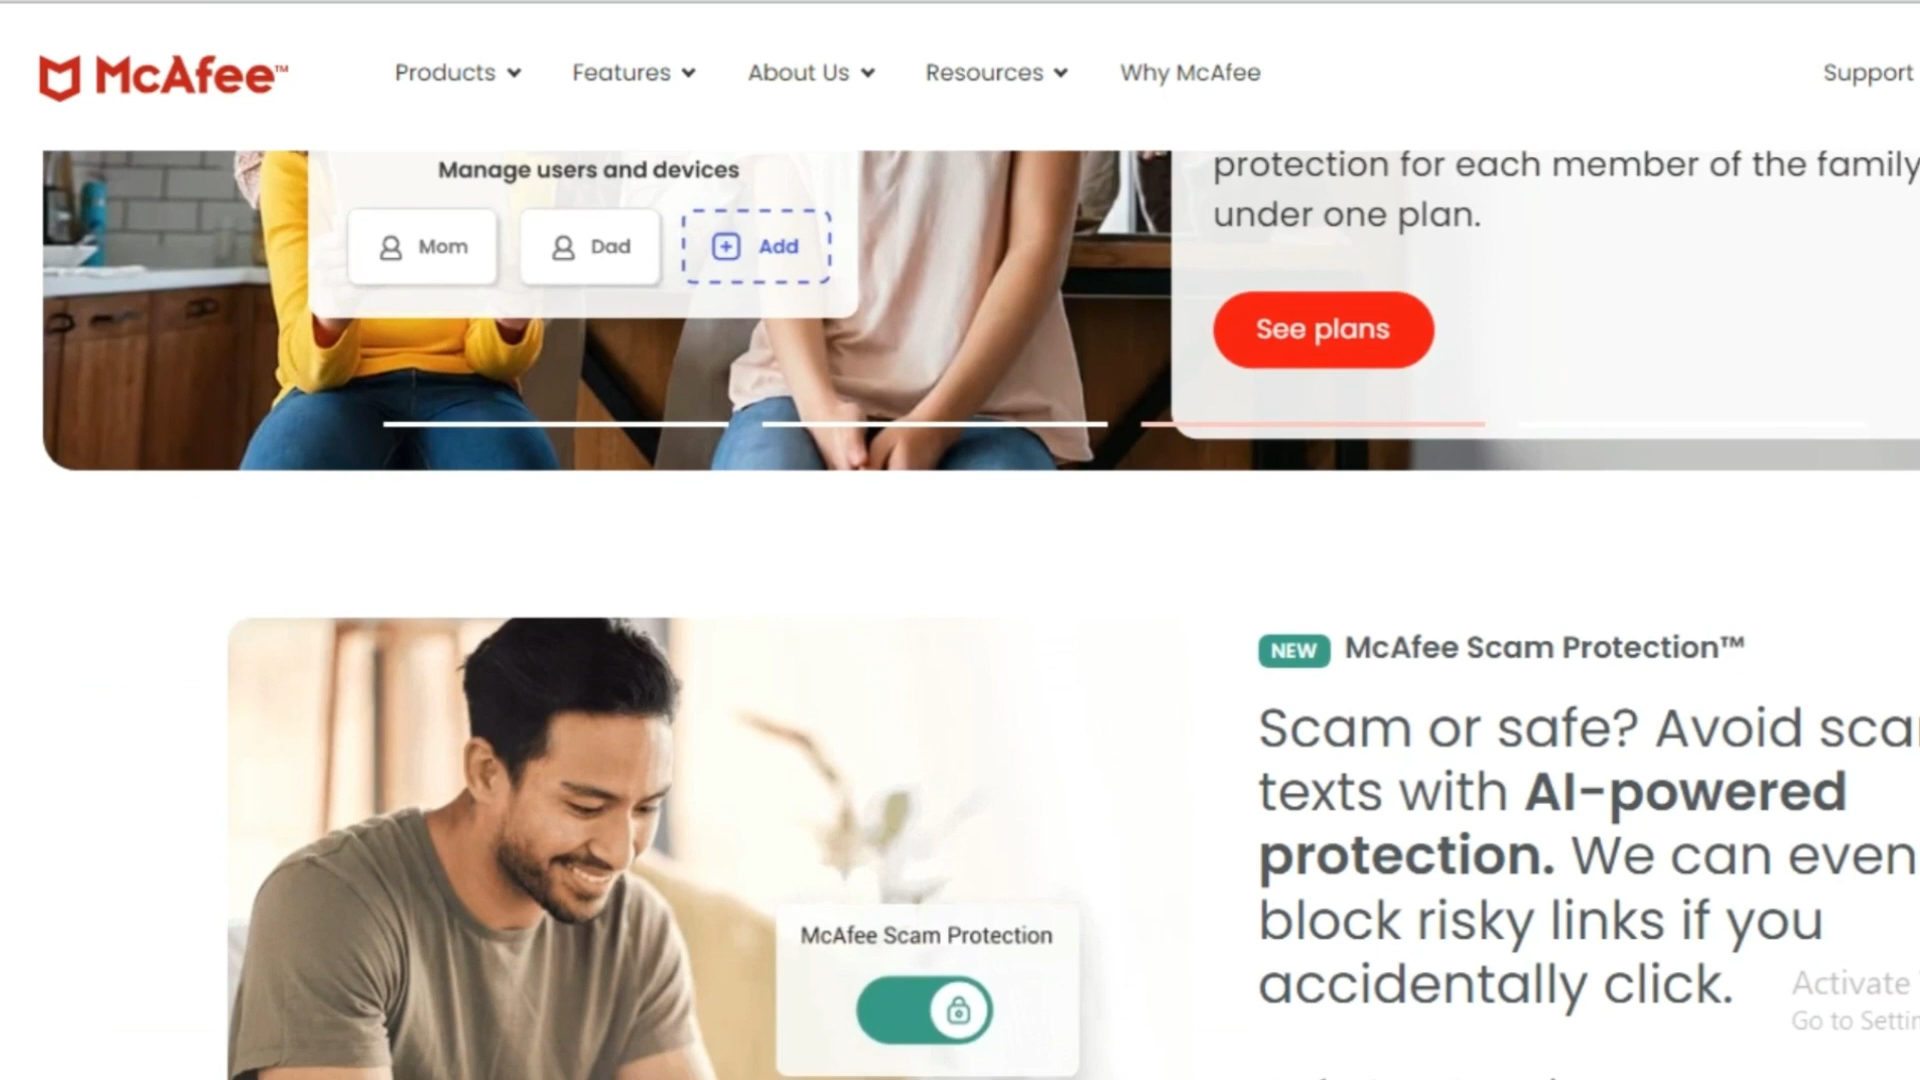 McAfee™
Products
Features
About Us
Resources
Why McAfee
Support
Manage users and devices
Mom
Dad
Add
protection for each member of the family
under one plan.
See plans
NEW McAfee Scam Protection™
Scam or safe? Avoid
texts with AI-powered
protection. We can even
block risky links if you
accidentally click.
McAfee Scam Protection
Activate
Go to